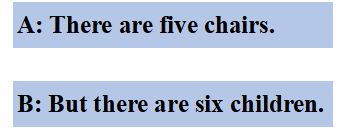 A: There are five chairs.
B: But there are six children.